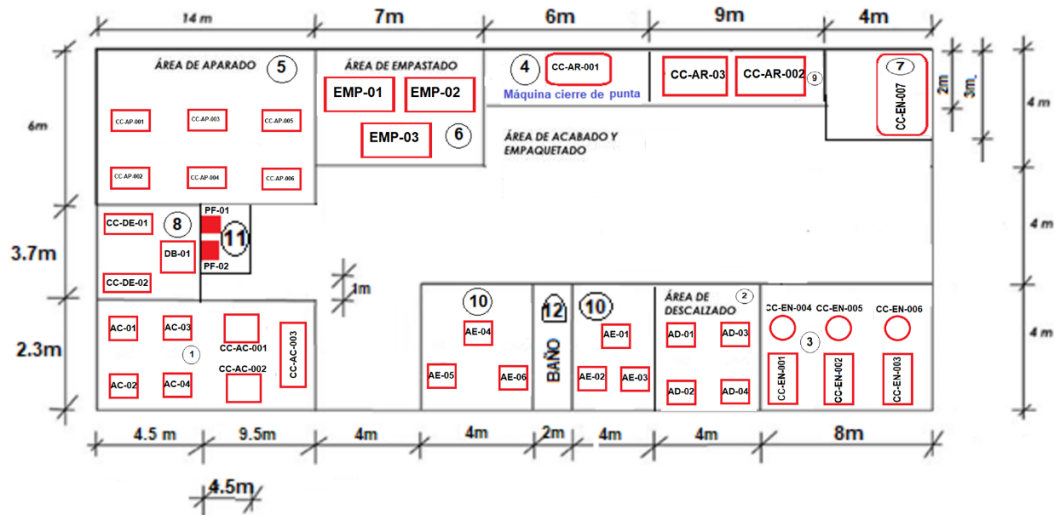 14 m
7m
6m
9m
4m
ÁREA DE APARADO
5
CC-AP-001
CC-AP-003
CC-AP-005
CC-AP-002
CC-AP-004
CC-AP-006
ÁREA DE EMPASTADO
EMP-01
EMP-02
EMP-03
6
4
CC-AR-001
Máquina cierre de punta
CC-AR-03
CC-AR-002
9
7
CC-EN-007
2m
3m
4 m
4 m
4 m
ÁREA DE ACABADO Y
EMPAQUETADO
6m
3.7m
2.3m
CC-DE-01
8
DB-01
CC-DE-02
PF-01
11
PF-02
1m
AC-01
AC-03
CC-AC-001
CC-AC-003
1
CC-AC-002
AC-02
AC-04
10
AE-04
AE-05
AE-06
12
BAÑO
10
AE-01
AE-02
AE-03
ÁREA DE
DESCALZADO
2
AD-01
AD-03
AD-02
AD-04
CC-EN-004
CC-EN-005
CC-EN-006
3
CC-EN-001
CC-EN-002
CC-EN-003
4.5 m
9.5m
4m
4m
2m
4m
4m
8m
4.5m